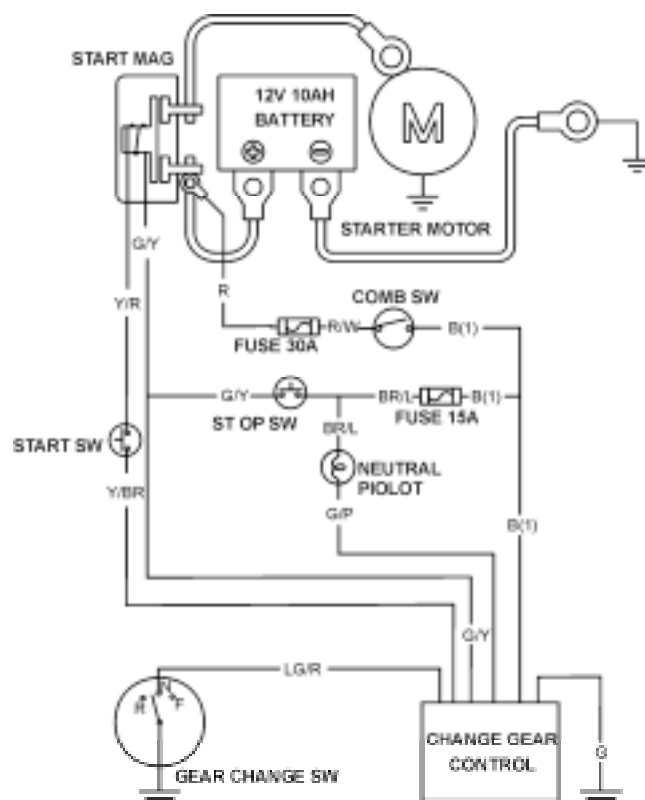 START MAG
12V 10AH
BATTERY
M
STARTER MOTOR
G/Y
R
Y/R
COMB SW
R/W
B(1)
FUSE 30A
G/Y
BR/L
B(1)
ST OP SW
FUSE 15A
START SW
BR/L
NEUTRAL
PIOLOT
Y/BR
G/P
B(1)
G/Y
LG/R
N
R
F
CHANGE GEAR
CONTROL
G
GEAR CHANGE SW